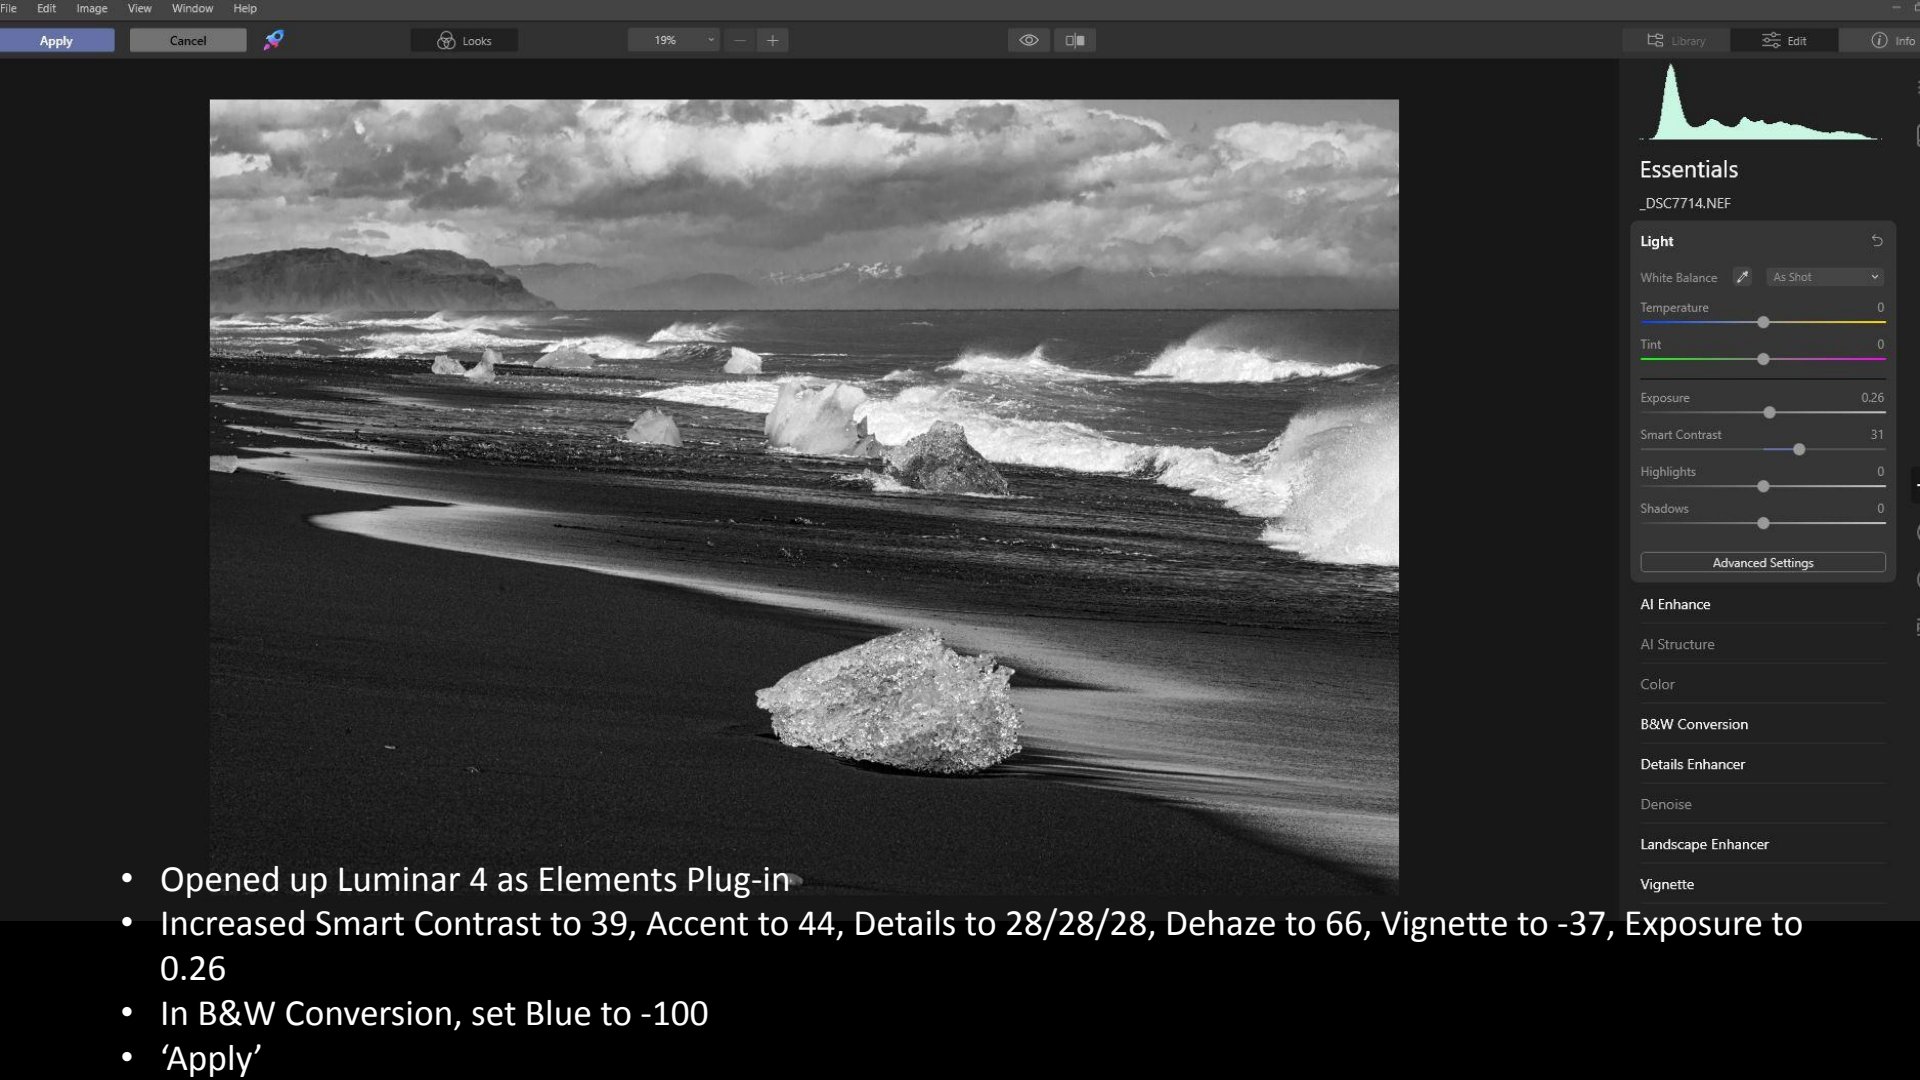 File Edit Image View Window Help
Apply Cancel Looks 19% Library Edit Info
Essentials
_DSC7714.NEF
Light
White Balance As Shot
Temperature 0
Tint 0
Exposure 0.26
Smart Contrast 31
Highlights 0
Shadows 0
Advanced Settings
AI Enhance
AI Structure
Color
B&W Conversion
Details Enhancer
Denoise
Landscape Enhancer
Vignette
• Opened up Luminar 4 as Elements Plug-in
• Increased Smart Contrast to 39, Accent to 44, Details to 28/28/28, Dehaze to 66, Vignette to -37, Exposure to
0.26
• In B&W Conversion, set Blue to -100
• ‘Apply’